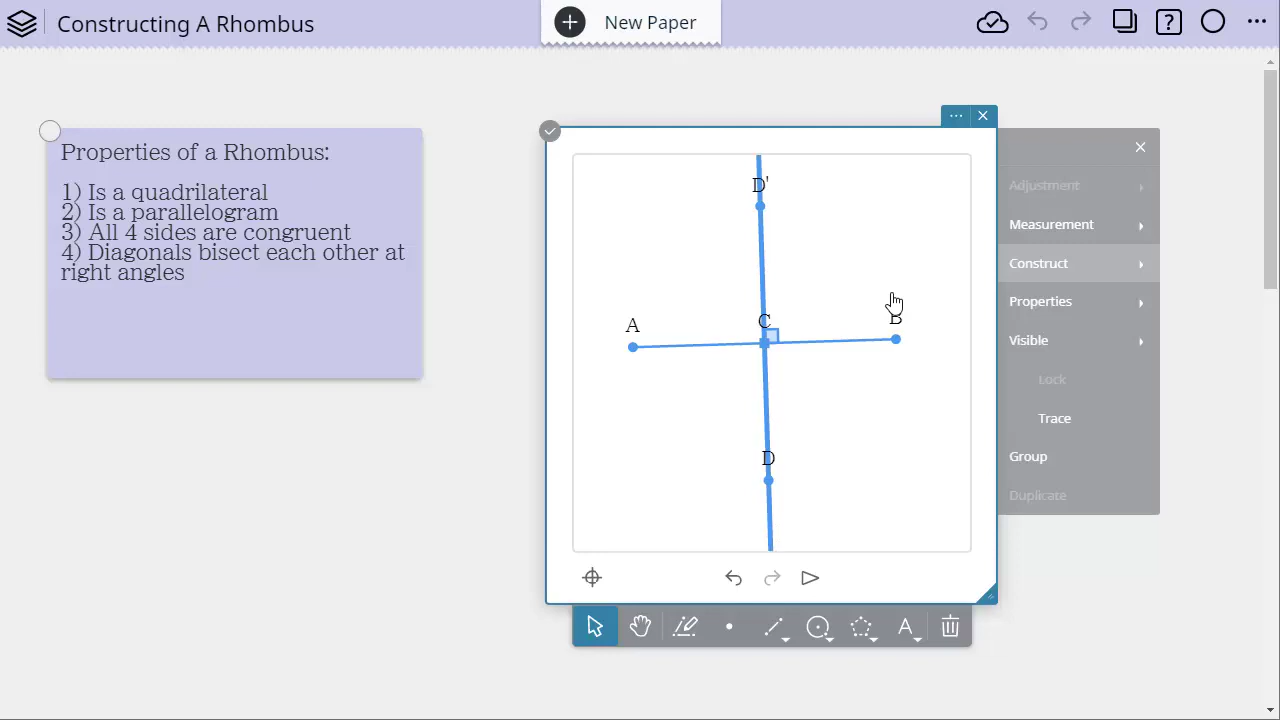 Constructing A Rhombus
New Paper
Properties of a Rhombus:
1) Is a quadrilateral
2) Is a parallelogram
3) All 4 sides are congruent
4) Diagonals bisect each other at
right angles
D'
A
C
B
D
Adjustment
Measurement
Construct
Properties
Visible
Lock
Trace
Group
Duplicate
A